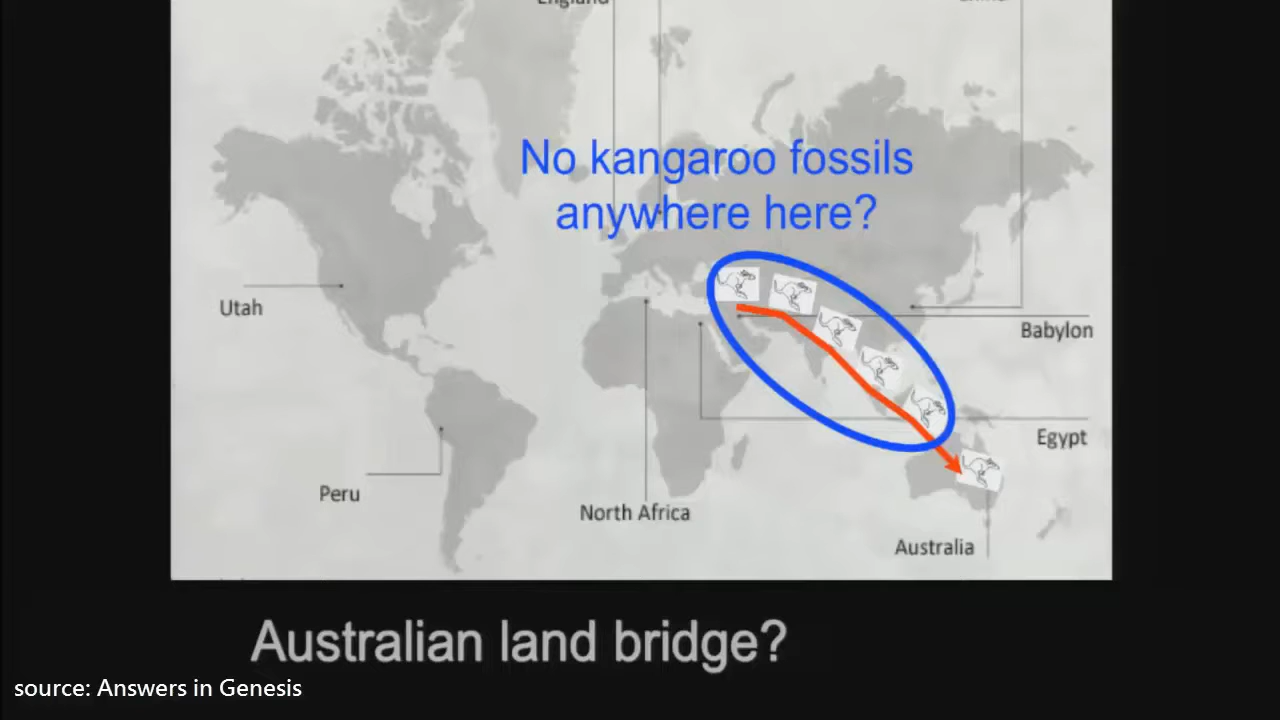 England
No kangaroo fossils
anywhere here?
Utah
Babylon
Egypt
Peru
North Africa
Australia
Australian land bridge?
source: Answers in Genesis